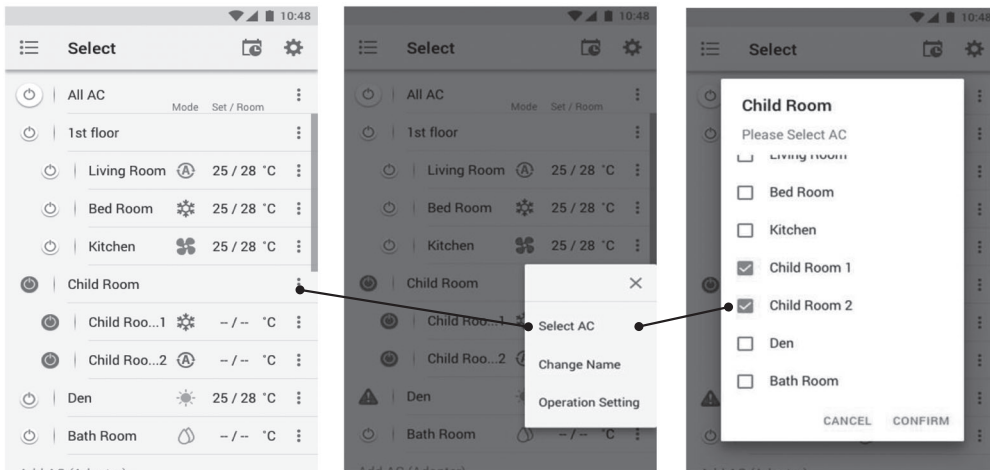 10:48
Select
All AC
Mode Set / Room
1st floor
Living Room 25 / 28 °C
Bed Room 25 / 28 °C
Kitchen 25 / 28 °C
Child Room
Child Roo...1 -- / -- °C
Child Roo...2 -- / -- °C
Den 25 / 28 °C
Bath Room -- / -- °C
10:48
Select
All AC
Mode Set / Room
1st floor
Living Room 25 / 28 °C
Bed Room 25 / 28 °C
Kitchen 25 / 28 °C
Child Room
Child Roo...1
Child Roo...2
Den
Bath Room -- / -- °C
Select AC
Change Name
Operation Setting
10:48
Select
Child Room
Please Select AC
Living Room
Bed Room
Kitchen
Child Room 1
Child Room 2
Den
Bath Room
CANCEL CONFIRM